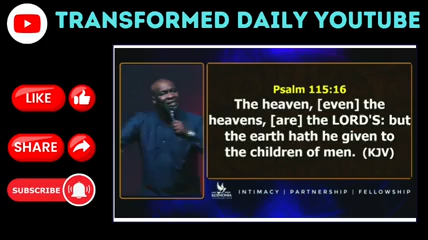 TRANSFORMED DAILY YOUTUBE
LIKE
SHARE
SUBSCRIBE
Psalm 115:16
The heaven, [even] the
heavens, [are] the LORD'S: but
the earth hath he given to
the children of men. (KJV)
KOINONIA
INTIMACY | PARTNERSHIP | FELLOWSHIP